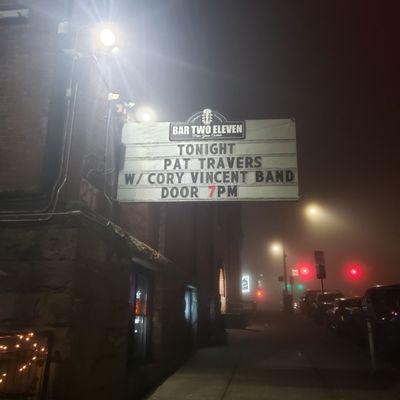 BAR TWO ELEVEN
TONIGHT
PAT TRAVERS
W/ CORY VINCENT BAND
DOOR 7PM